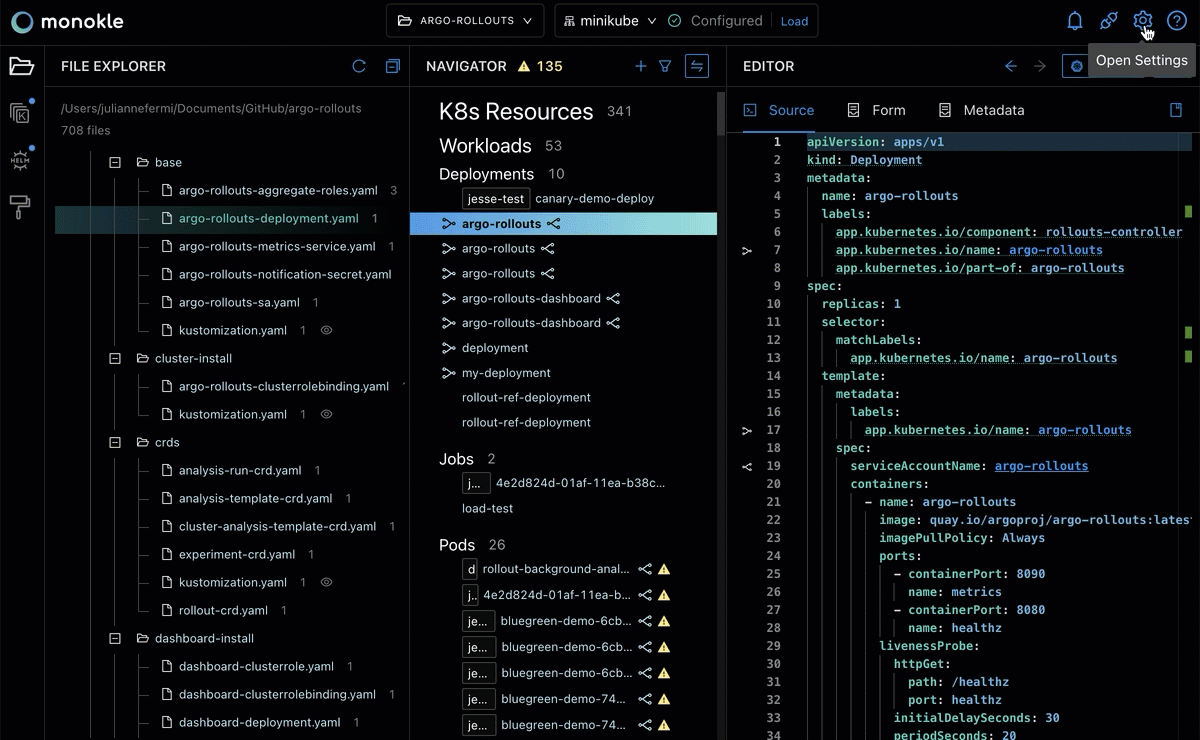 monokle
ARGO-ROLLOUTS
minikube
Configured
Load
Open Settings
FILE EXPLORER
/Users/juliannefermi/Documents/GitHub/argo-rollouts
708 files
base
argo-rollouts-aggregate-roles.yaml 3
argo-rollouts-deployment.yaml 1
argo-rollouts-metrics-service.yaml 1
argo-rollouts-notification-secret.yaml
argo-rollouts-sa.yaml 1
kustomization.yaml 1
cluster-install
argo-rollouts-clusterrolebinding.yaml
kustomization.yaml 1
crds
analysis-run-crd.yaml 1
analysis-template-crd.yaml 1
cluster-analysis-template-crd.yaml 1
experiment-crd.yaml 1
kustomization.yaml 1
rollout-crd.yaml 1
dashboard-install
dashboard-clusterrole.yaml 1
dashboard-clusterrolebinding.yaml 1
dashboard-deployment.yaml 1
HELM
NAVIGATOR 135
K8s Resources 341
Workloads 53
Deployments 10
jesse-test canary-demo-deploy
argo-rollouts
argo-rollouts
argo-rollouts
argo-rollouts-dashboard
argo-rollouts-dashboard
deployment
my-deployment
rollout-ref-deployment
rollout-ref-deployment
Jobs 2
j... 4e2d824d-01af-11ea-b38c...
load-test
Pods 26
d rollout-background-anal...
j.. 4e2d824d-01af-11ea-b...
je... bluegreen-demo-6cb...
je... bluegreen-demo-6cb...
je... bluegreen-demo-6cb...
je... bluegreen-demo-74...
je... bluegreen-demo-74...
EDITOR
Source Form Metadata
1 apiVersion: apps/v1
2 kind: Deployment
3 metadata:
4 name: argo-rollouts
5 labels:
6 app.kubernetes.io/component: rollouts-controller
7 app.kubernetes.io/name: argo-rollouts
8 app.kubernetes.io/part-of: argo-rollouts
9 spec:
10 replicas: 1
11 selector:
12 matchLabels:
13 app.kubernetes.io/name: argo-rollouts
14 template:
15 metadata:
16 labels:
17 app.kubernetes.io/name: argo-rollouts
18 spec:
19 serviceAccountName: argo-rollouts
20 containers:
21 - name: argo-rollouts
22 image: quay.io/argoproj/argo-rollouts:lates
23 imagePullPolicy: Always
24 ports:
25 - containerPort: 8090
26 name: metrics
27 - containerPort: 8080
28 name: healthz
29 livenessProbe:
30 httpGet:
31 path: /healthz
32 port: healthz
33 initialDelaySeconds: 30
34 periodSeconds: 20